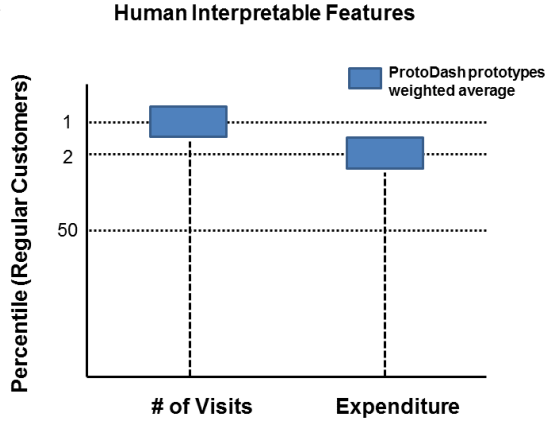 Human Interpretable Features
ProtoDash prototypes
weighted average
Percentile (Regular Customers)
1
2
50
# of Visits
Expenditure